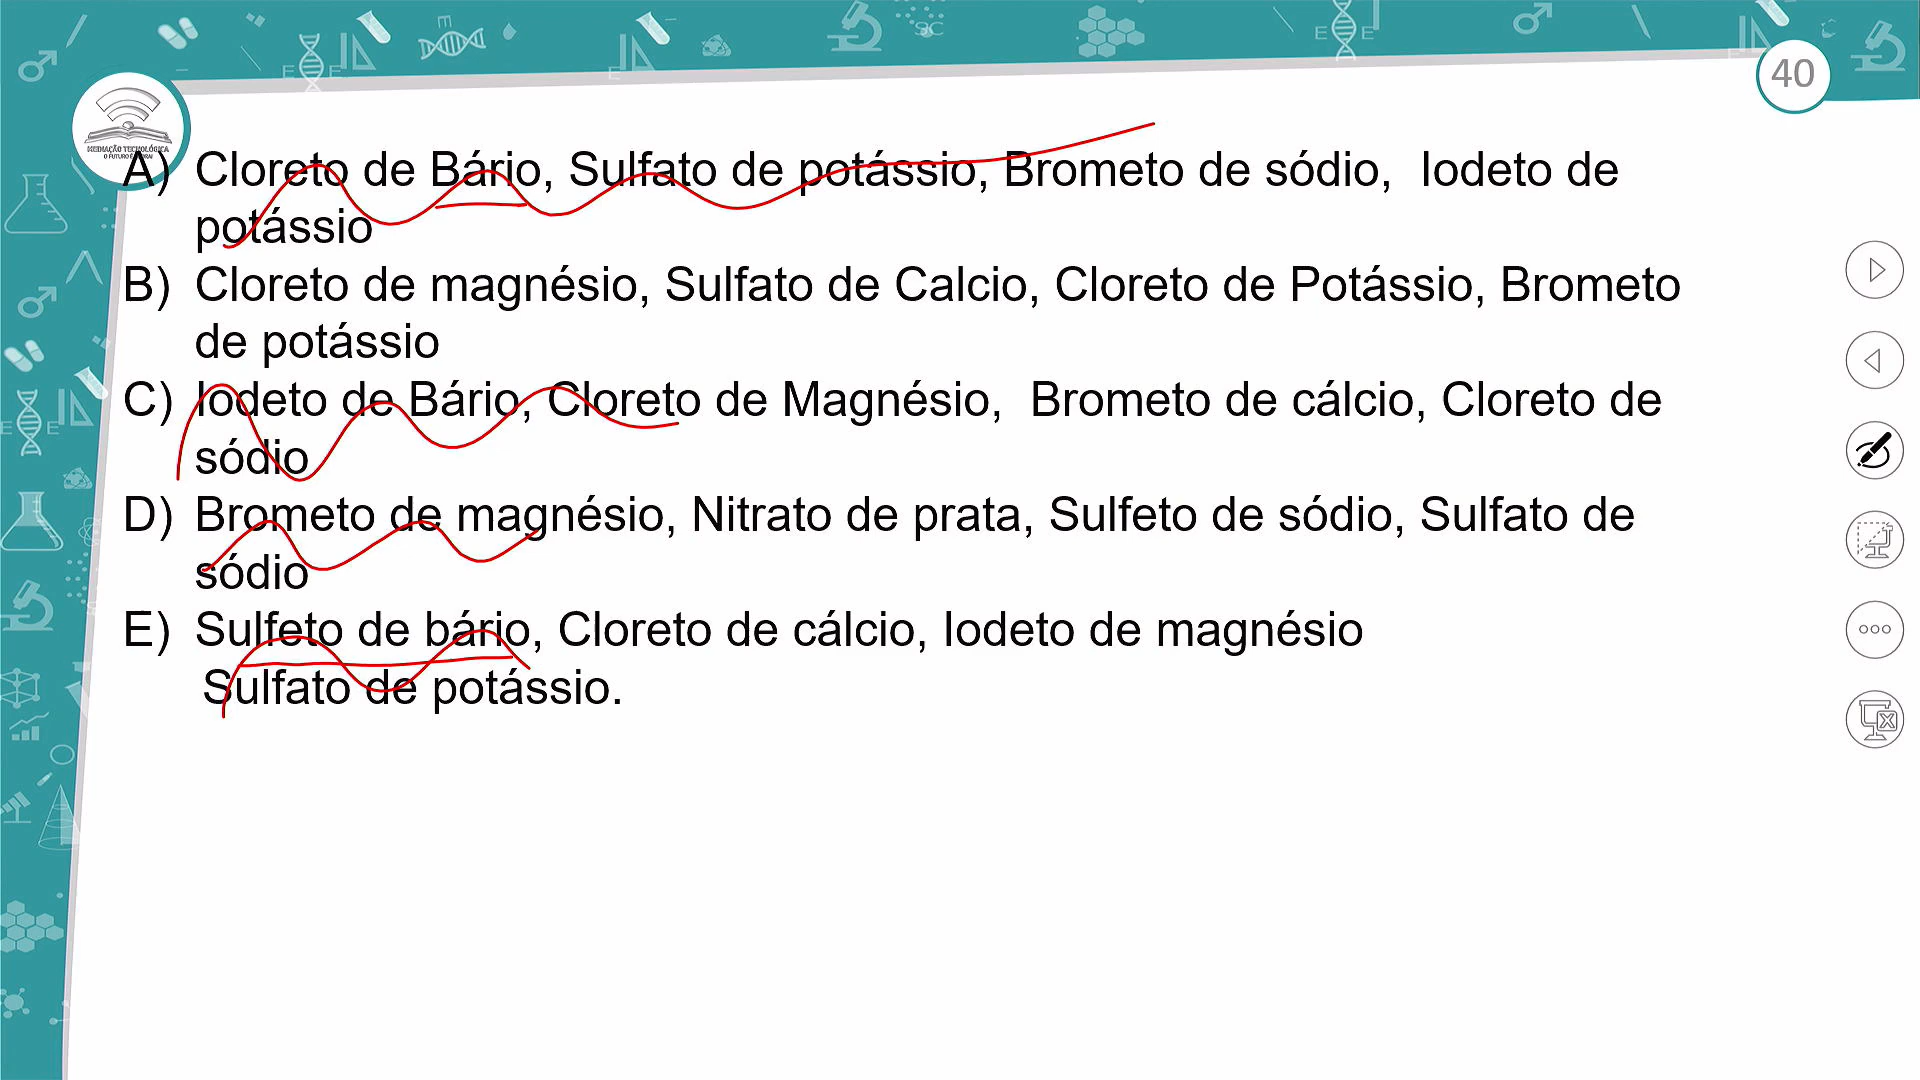 40
MEDIAÇÃO TECNOLÓGICA
A) Cloreto de Bário, Sulfato de potássio, Brometo de sódio, Iodeto de
potássio
B) Cloreto de magnésio, Sulfato de Calcio, Cloreto de Potássio, Brometo
de potássio
C) Iodeto de Bário, Cloreto de Magnésio, Brometo de cálcio, Cloreto de
sódio
D) Brometo de magnésio, Nitrato de prata, Sulfeto de sódio, Sulfato de
sódio
E) Sulfeto de bário, Cloreto de cálcio, Iodeto de magnésio
Sulfato de potássio.